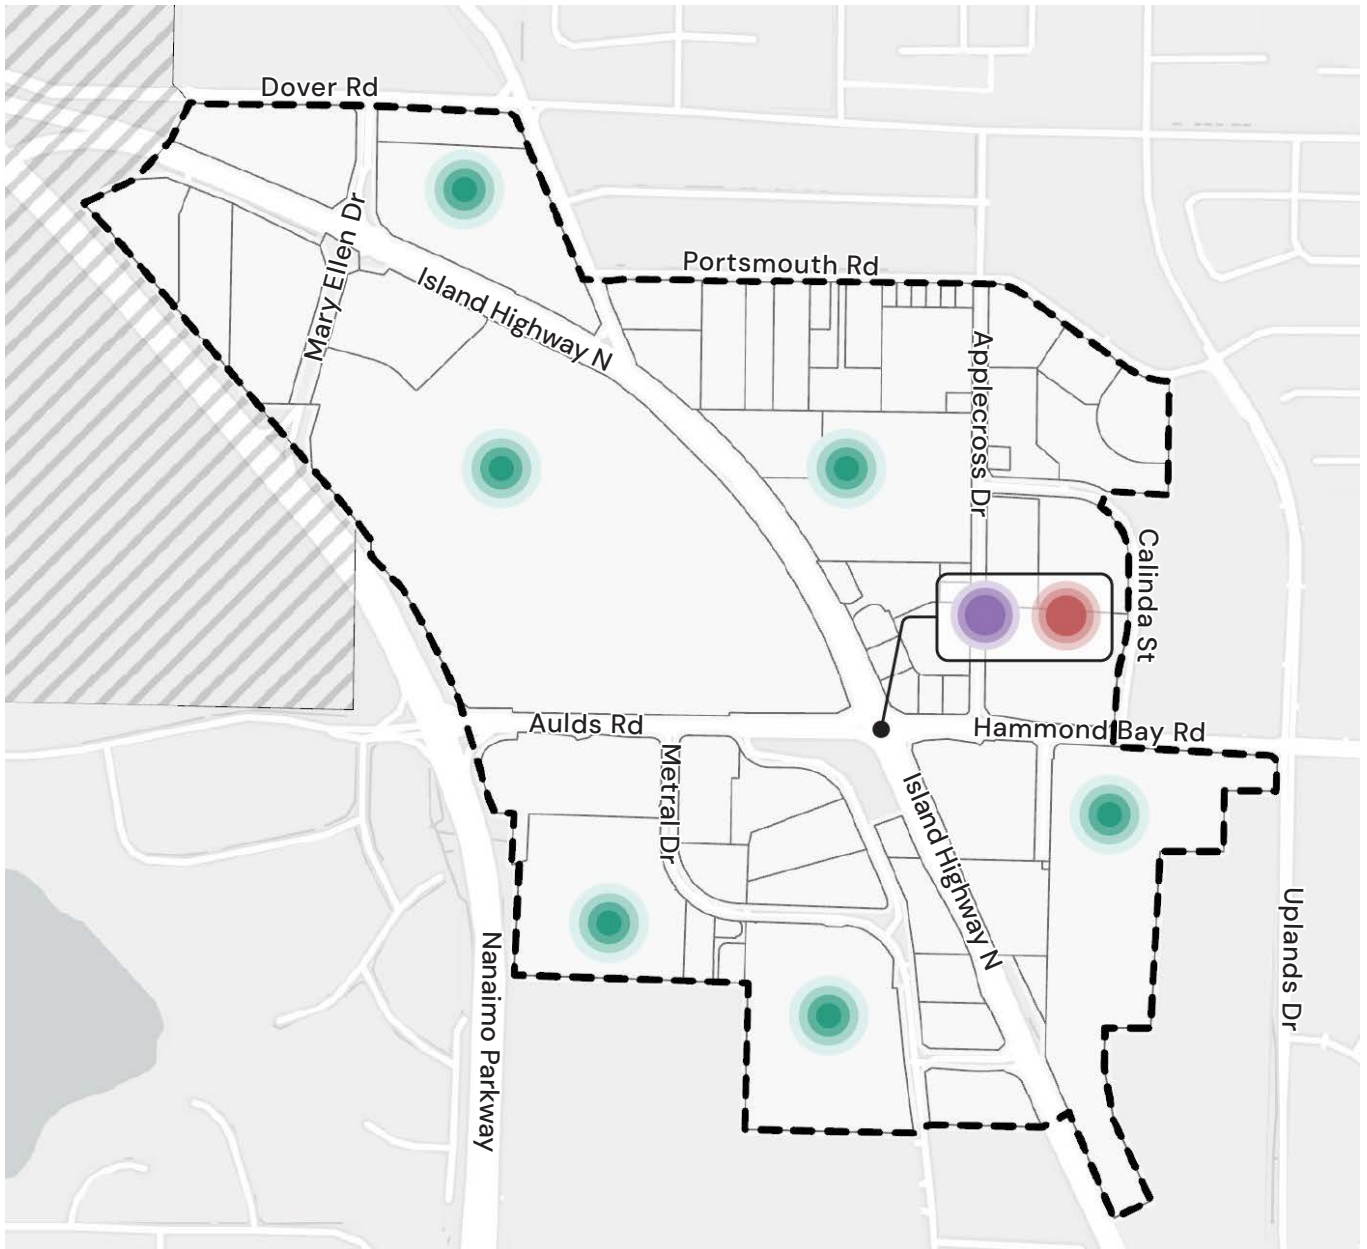 Dover Rd
Mary Ellen Dr
Portsmouth Rd
Island Highway N
Applecross Dr
Calinda St
Aulds Rd
Hammond Bay Rd
Metral Dr
Island Highway N
Uplands Dr
Nanaimo Parkway